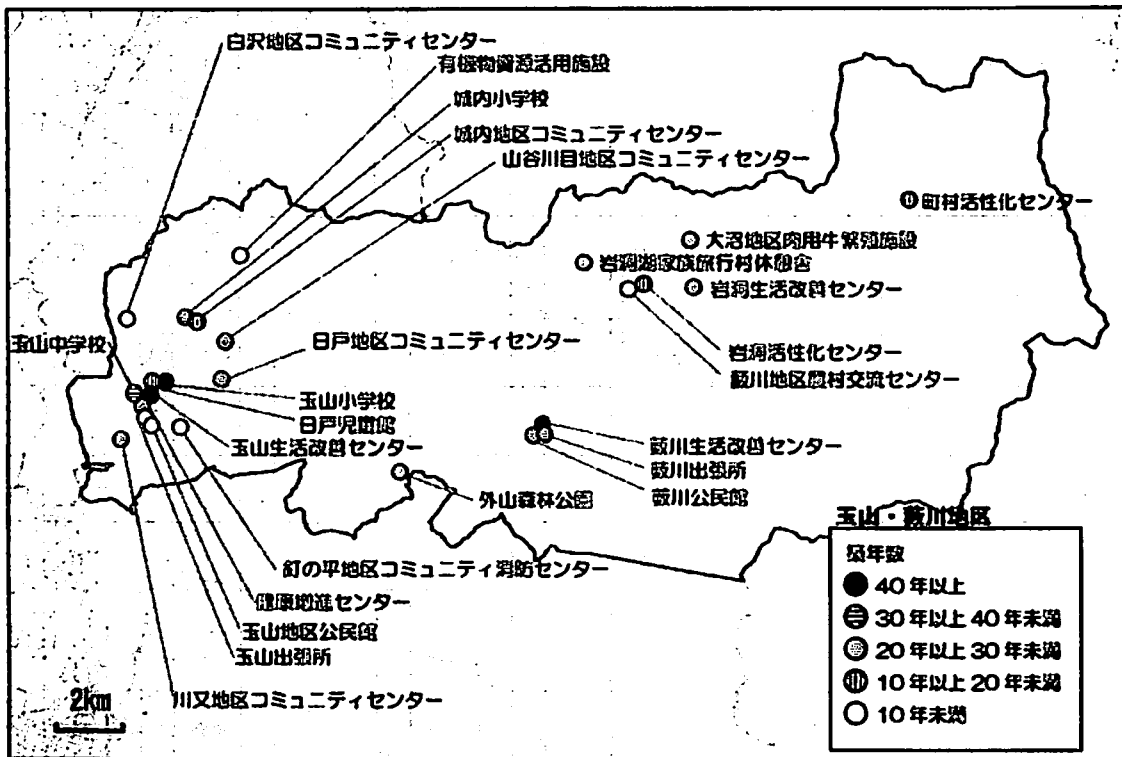 白沢地区コミュニティセンター
有機物資源活用施設
城内小学校
城内地区コミュニティセンター
山谷川目地区コミュニティセンター
町村活性化センター
大沼地区肉用牛繁殖施設
岩洞湖家族旅行村休憩舎
岩洞生活改善センター
玉山中学校
日戸地区コミュニティセンター
岩洞活性化センター
藪川地区農村交流センター
玉山小学校
日戸児童館
玉山生活改善センター
藪川生活改善センター
藪川出張所
藪川公民館
外山森林公園
釘の平地区コミュニティ消防センター
健康増進センター
玉山地区公民館
玉山出張所
川又地区コミュニティセンター
2km
玉山・藪川地区
築年数
40年以上
30年以上40年未満
20年以上30年未満
10年以上20年未満
10年未満